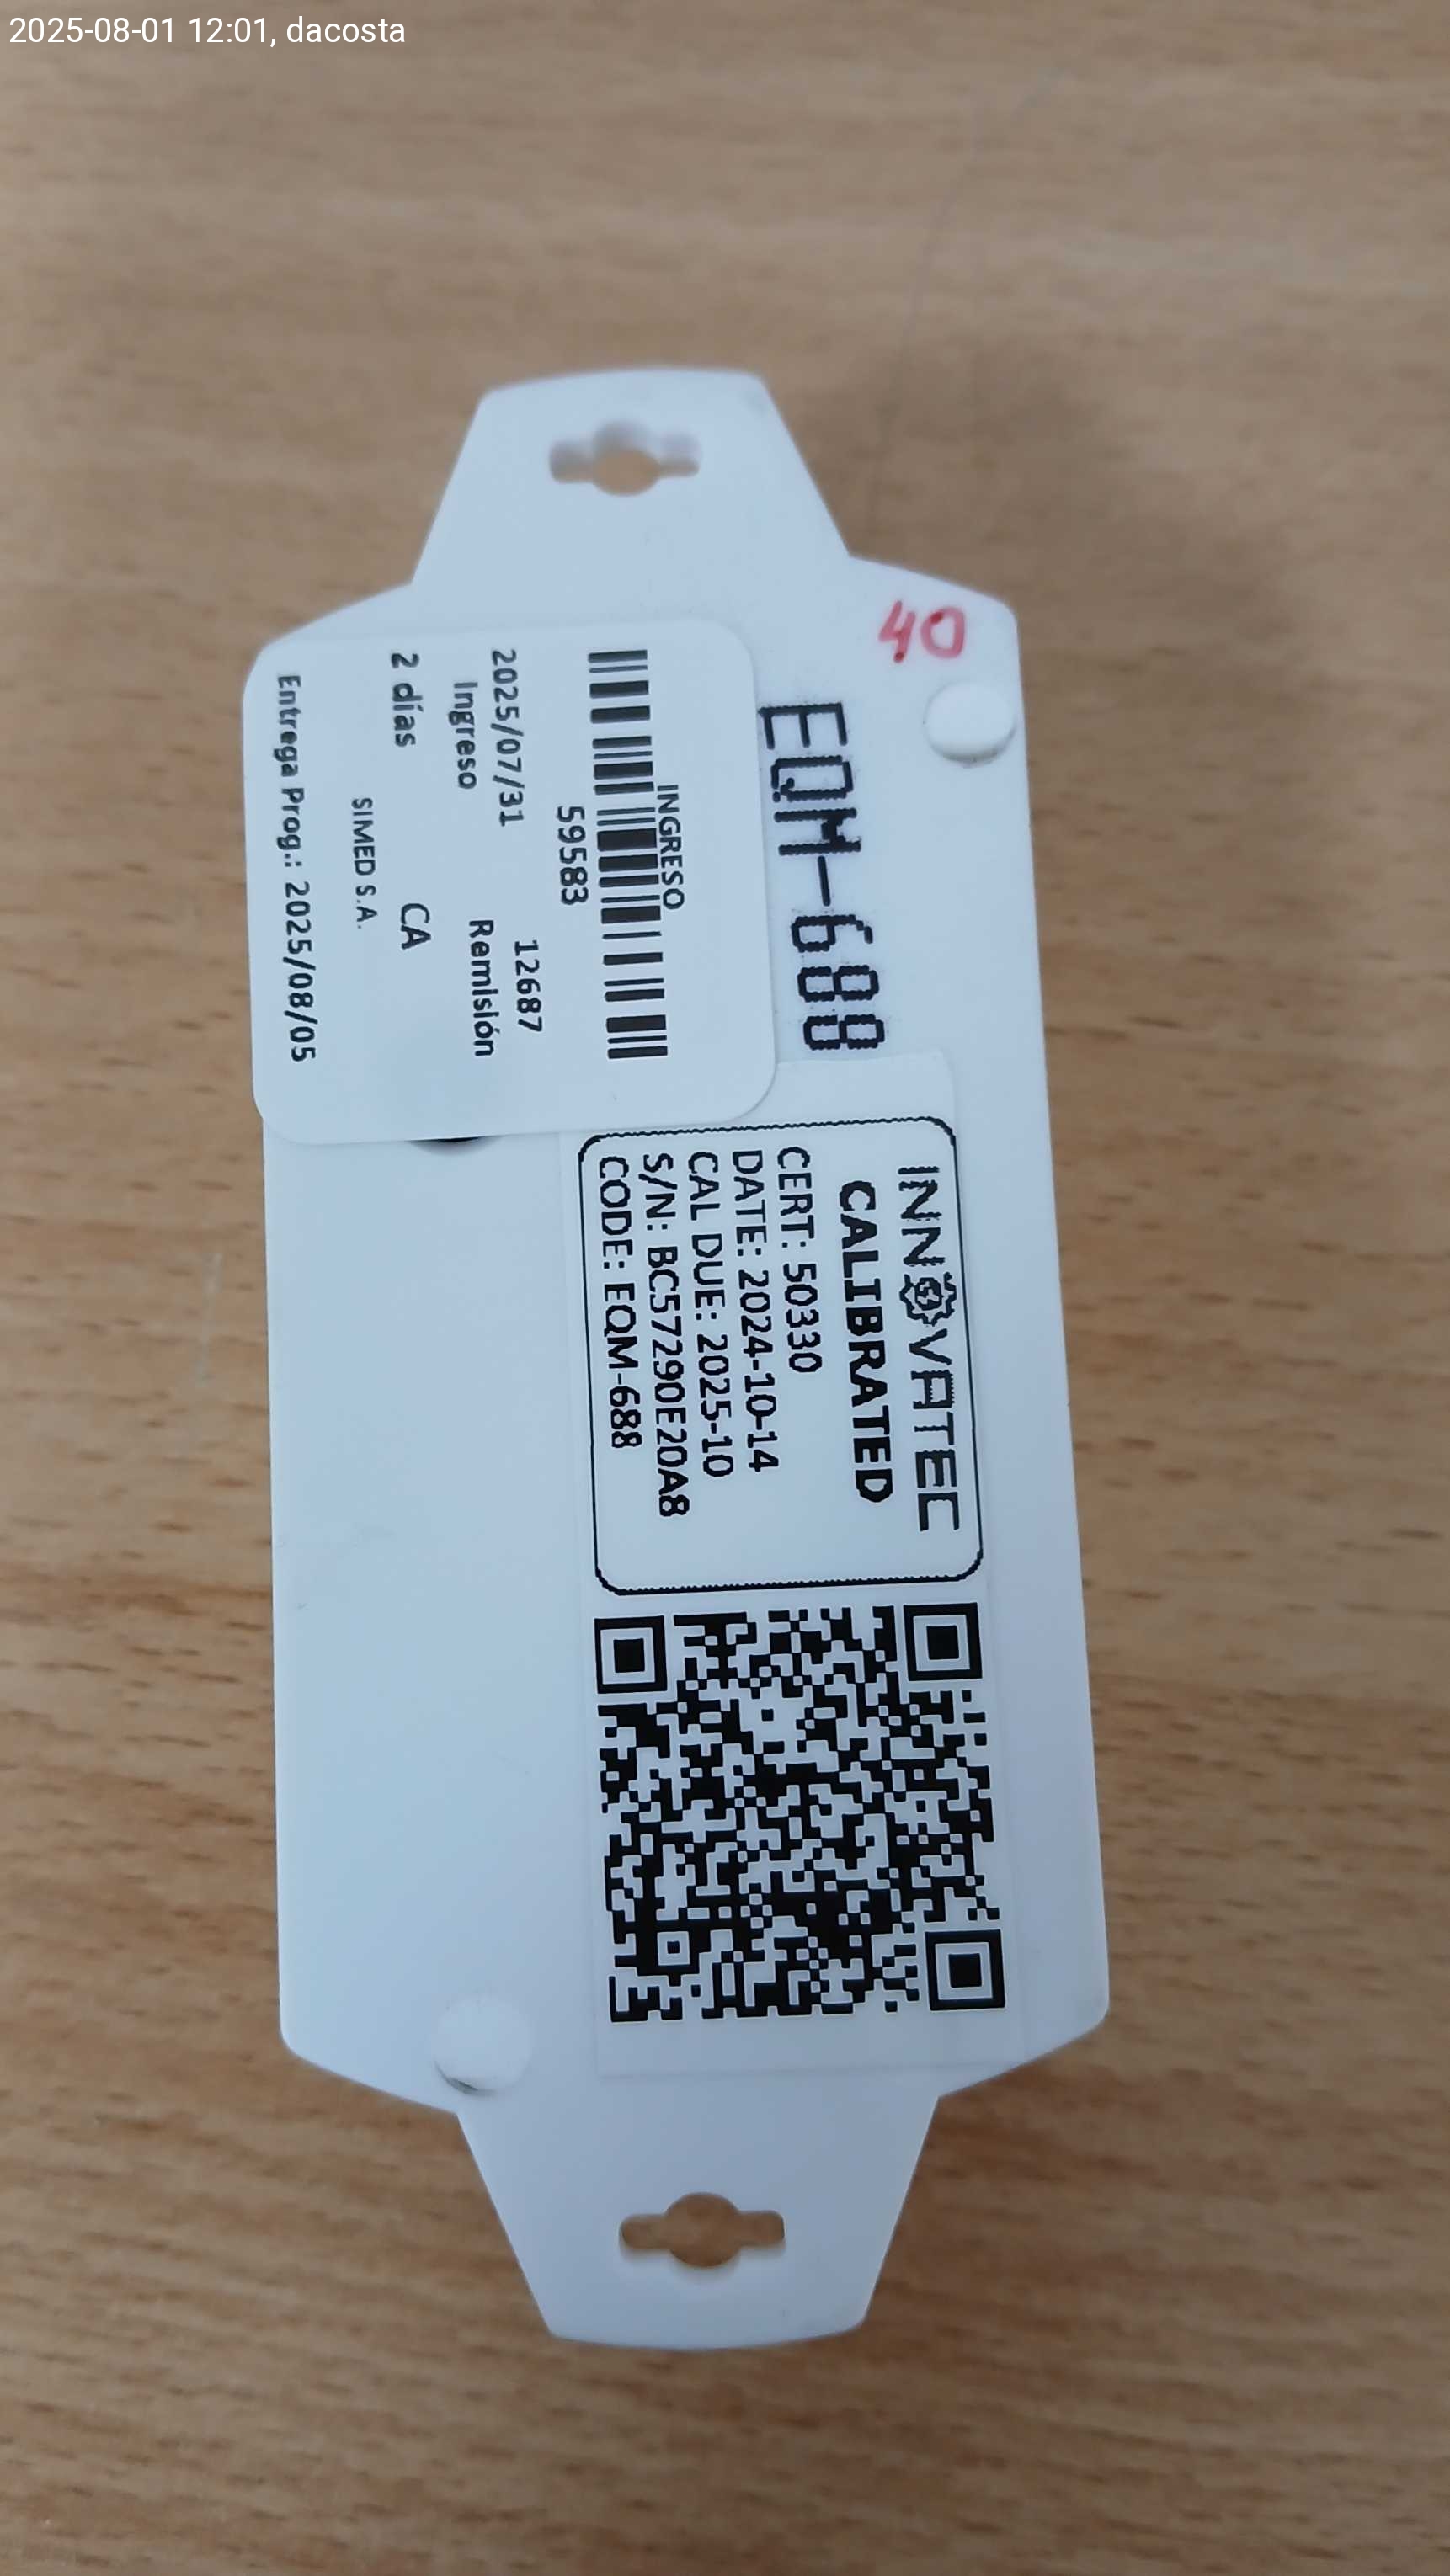 2025-08-01 12:01, dacosta
40
EQM-688
INGRESO
59583
2025/07/31 12687
Ingreso Remisión
2 días CA
SIMED S.A.
Entrega Prog.: 2025/08/05
INNOVATEC
CALIBRATED
CERT: 50330
DATE: 2024-10-14
CAL DUE: 2025-10
S/N: BC57290E20A8
CODE: EQM-688